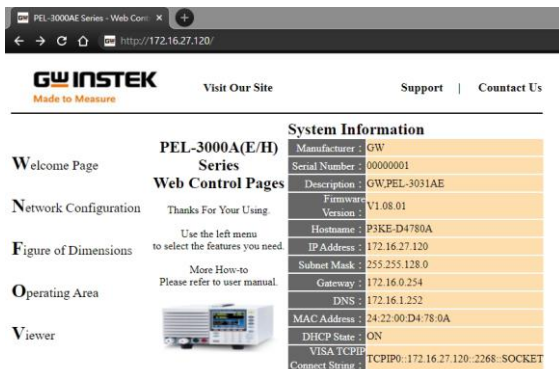 PEL-3000AE Series - Web Cont
http://172.16.27.120/
GW INSTEK
Made to Measure
Visit Our Site
Support | Countact Us
Welcome Page
Network Configuration
Figure of Dimensions
Operating Area
Viewer
PEL-3000A(E/H)
Series
Web Control Pages
Thanks For Your Using.
Use the left menu
to select the features you need.
More How-to
Please refer to user manual.
System Information
Manufacturer : GW
Serial Number : 00000001
Description : GW,PEL-3031AE
Firmware
Version : V1.08.01
Hostname : P3KE-D4780A
IP Address : 172.16.27.120
Subnet Mask : 255.255.128.0
Gateway : 172.16.0.254
DNS : 172.16.1.252
MAC Address : 24:22:00:D4:78:0A
DHCP State : ON
VISA TCPIP
Connect String : TCPIP0::172.16.27.120::2268::SOCKET